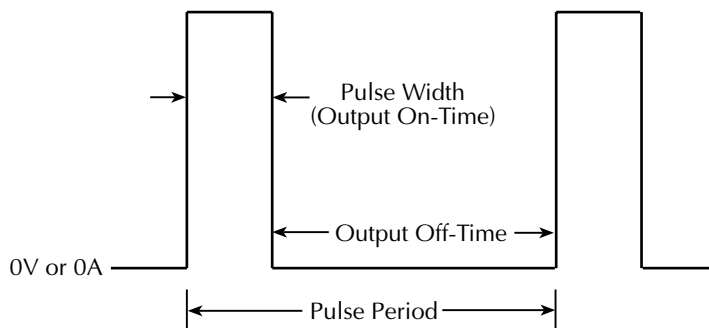 Pulse Width
(Output On-Time)
Output Off-Time
0V or 0A
Pulse Period